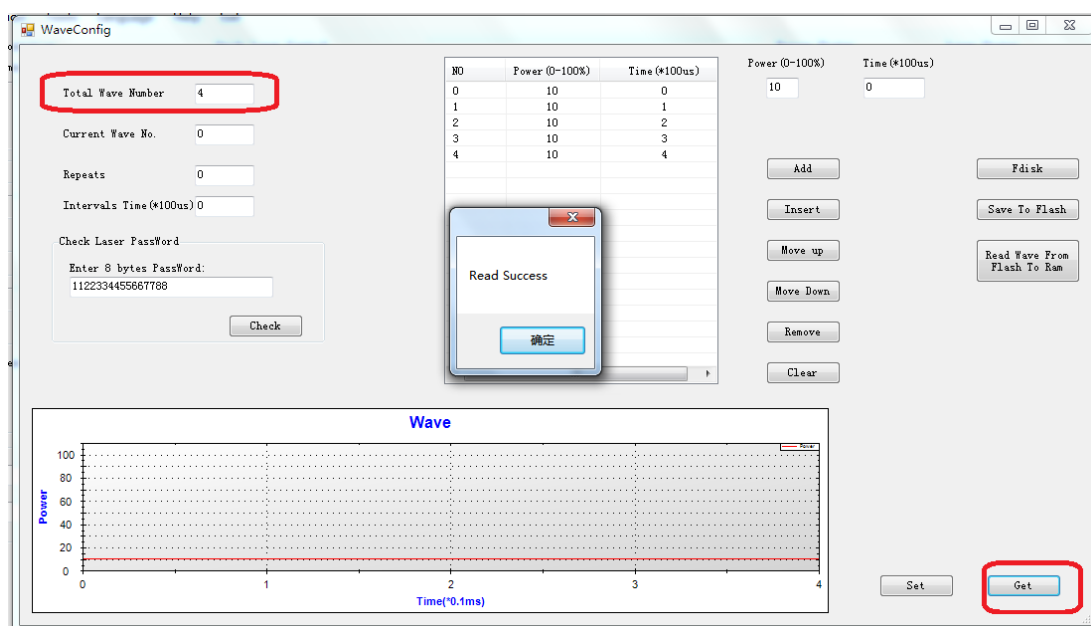 WaveConfig
Total Wave Number 4
Current Wave No. 0
Repeats 0
Intervals Time(*100us) 0
Check Laser PassWord
Enter 8 bytes PassWord:
1122334455667788
Check
NO Power(0-100%) Time(*100us)
0 10 0
1 10 1
2 10 2
3 10 3
4 10 4
Read Success
确定
Power(0-100%) Time(*100us)
10 0
Add
Insert
Move up
Move Down
Remove
Clear
Fdisk
Save To Flash
Read Wave From
Flash To Ram
Wave
Power
100
80
60
40
20
0
Power
0 1 2 3 4
Time(*0.1ms)
Set
Get